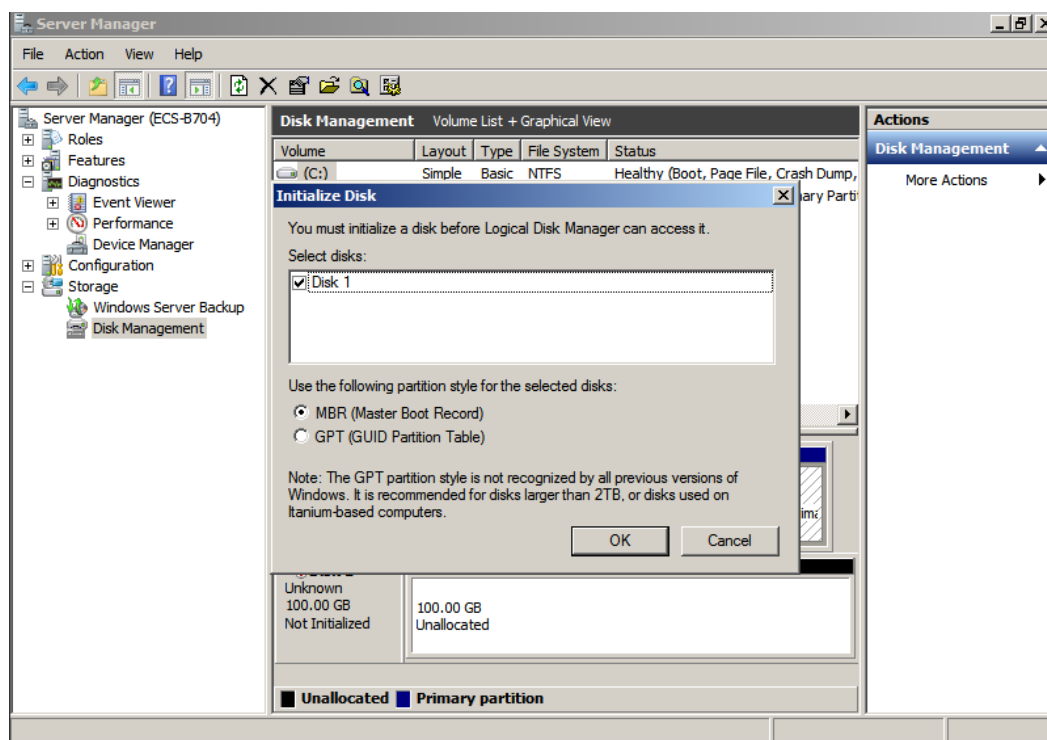 Server Manager
File Action View Help
Server Manager (ECS-B704)
Roles
Features
Diagnostics
Event Viewer
Performance
Device Manager
Configuration
Storage
Windows Server Backup
Disk Management
Disk Management Volume List + Graphical View
Volume Layout Type File System Status
(C:) Simple Basic NTFS Healthy (Boot, Page File, Crash Dump,
Initialize Disk
You must initialize a disk before Logical Disk Manager can access it.
Select disks:
Disk 1
Use the following partition style for the selected disks:
MBR (Master Boot Record)
GPT (GUID Partition Table)
Note: The GPT partition style is not recognized by all previous versions of
Windows. It is recommended for disks larger than 2TB, or disks used on
Itanium-based computers.
OK Cancel
Unknown
100.00 GB
Not Initialized
100.00 GB
Unallocated
Unallocated Primary partition
Actions
Disk Management
More Actions